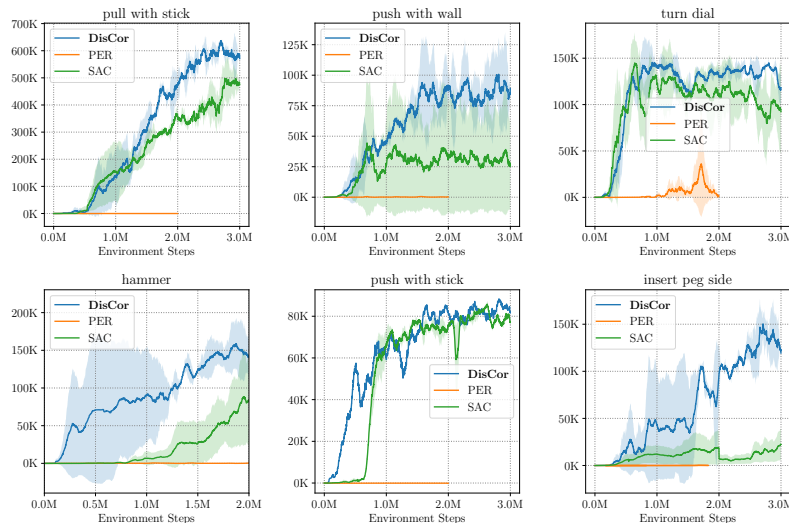 pull with stick
700K
600K
500K
400K
300K
200K
100K
0K
DisCor
PER
SAC
0.0M 1.0M 2.0M 3.0M
Environment Steps
push with wall
125K
100K
75K
50K
25K
0K
DisCor
PER
SAC
0.0M 1.0M 2.0M 3.0M
Environment Steps
turn dial
150K
100K
50K
0K
DisCor
PER
SAC
0.0M 1.0M 2.0M 3.0M
Environment Steps
hammer
200K
150K
100K
50K
0K
DisCor
PER
SAC
0.0M 0.5M 1.0M 1.5M 2.0M
Environment Steps
push with stick
80K
60K
40K
20K
0K
DisCor
PER
SAC
0.0M 1.0M 2.0M 3.0M
Environment Steps
insert peg side
150K
100K
50K
0K
DisCor
PER
SAC
0.0M 1.0M 2.0M 3.0M
Environment Steps